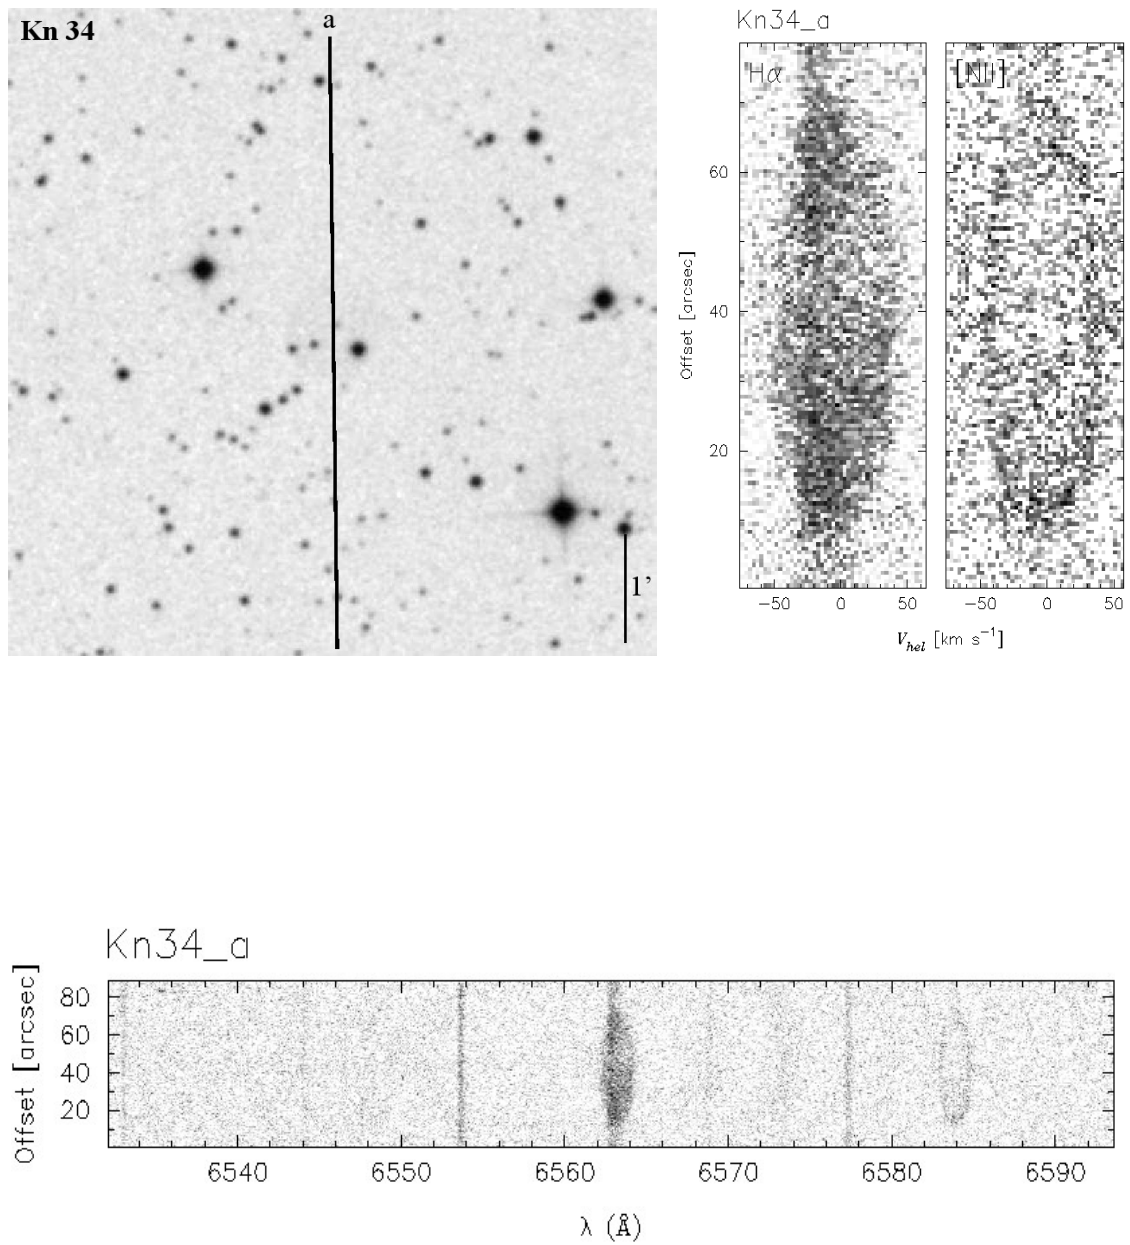 Kn 34
a
1’
Kn34_a
Hα
[NII]
60
40
20
Offset [arcsec]
−50 0 50
−50 0 50
V_hel [km s⁻¹]
Kn34_a
80
60
40
20
Offset [arcsec]
6540 6550 6560 6570 6580 6590
λ (Å)